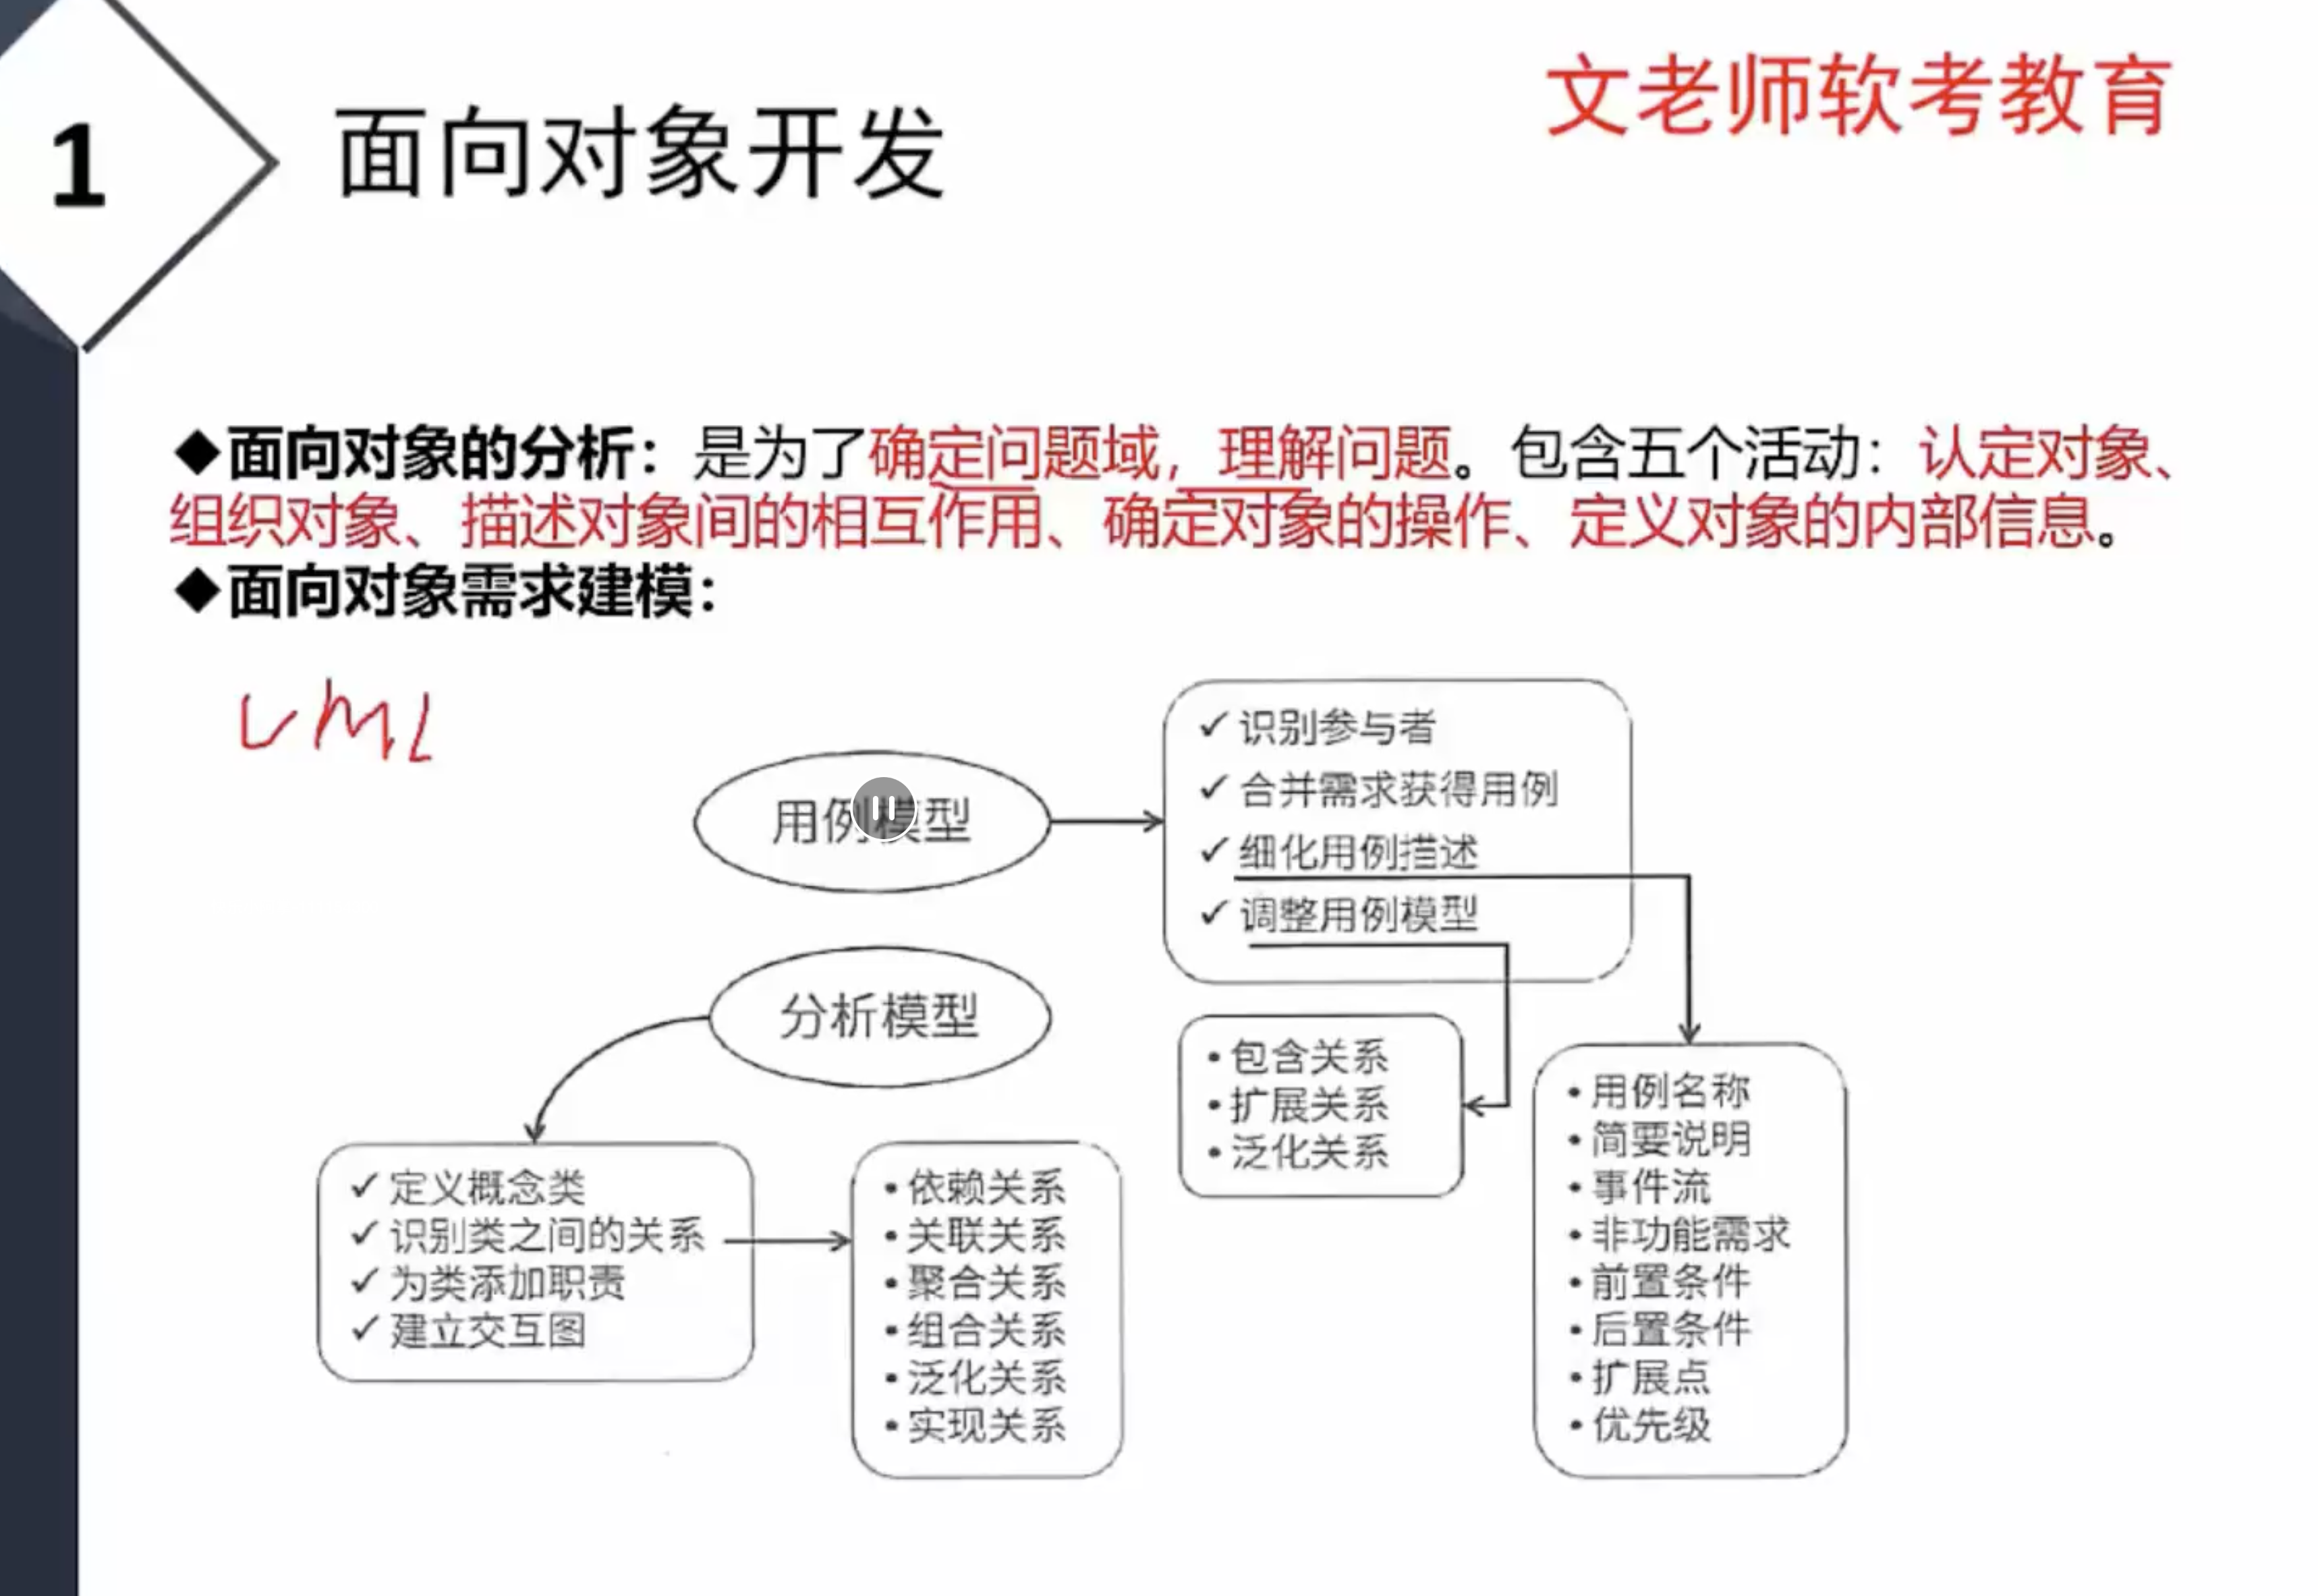 文老师软考教育
1
面向对象开发
◆面向对象的分析：是为了确定问题域，理解问题。包含五个活动：认定对象、
组织对象、描述对象间的相互作用、确定对象的操作、定义对象的内部信息。
◆面向对象需求建模：
UML
用例模型
✓ 识别参与者
✓ 合并需求获得用例
✓ 细化用例描述
✓ 调整用例模型
分析模型
• 包含关系
• 扩展关系
• 泛化关系
• 用例名称
• 简要说明
• 事件流
• 非功能需求
• 前置条件
• 后置条件
• 扩展点
• 优先级
✓ 定义概念类
✓ 识别类之间的关系
✓ 为类添加职责
✓ 建立交互图
• 依赖关系
• 关联关系
• 聚合关系
• 组合关系
• 泛化关系
• 实现关系